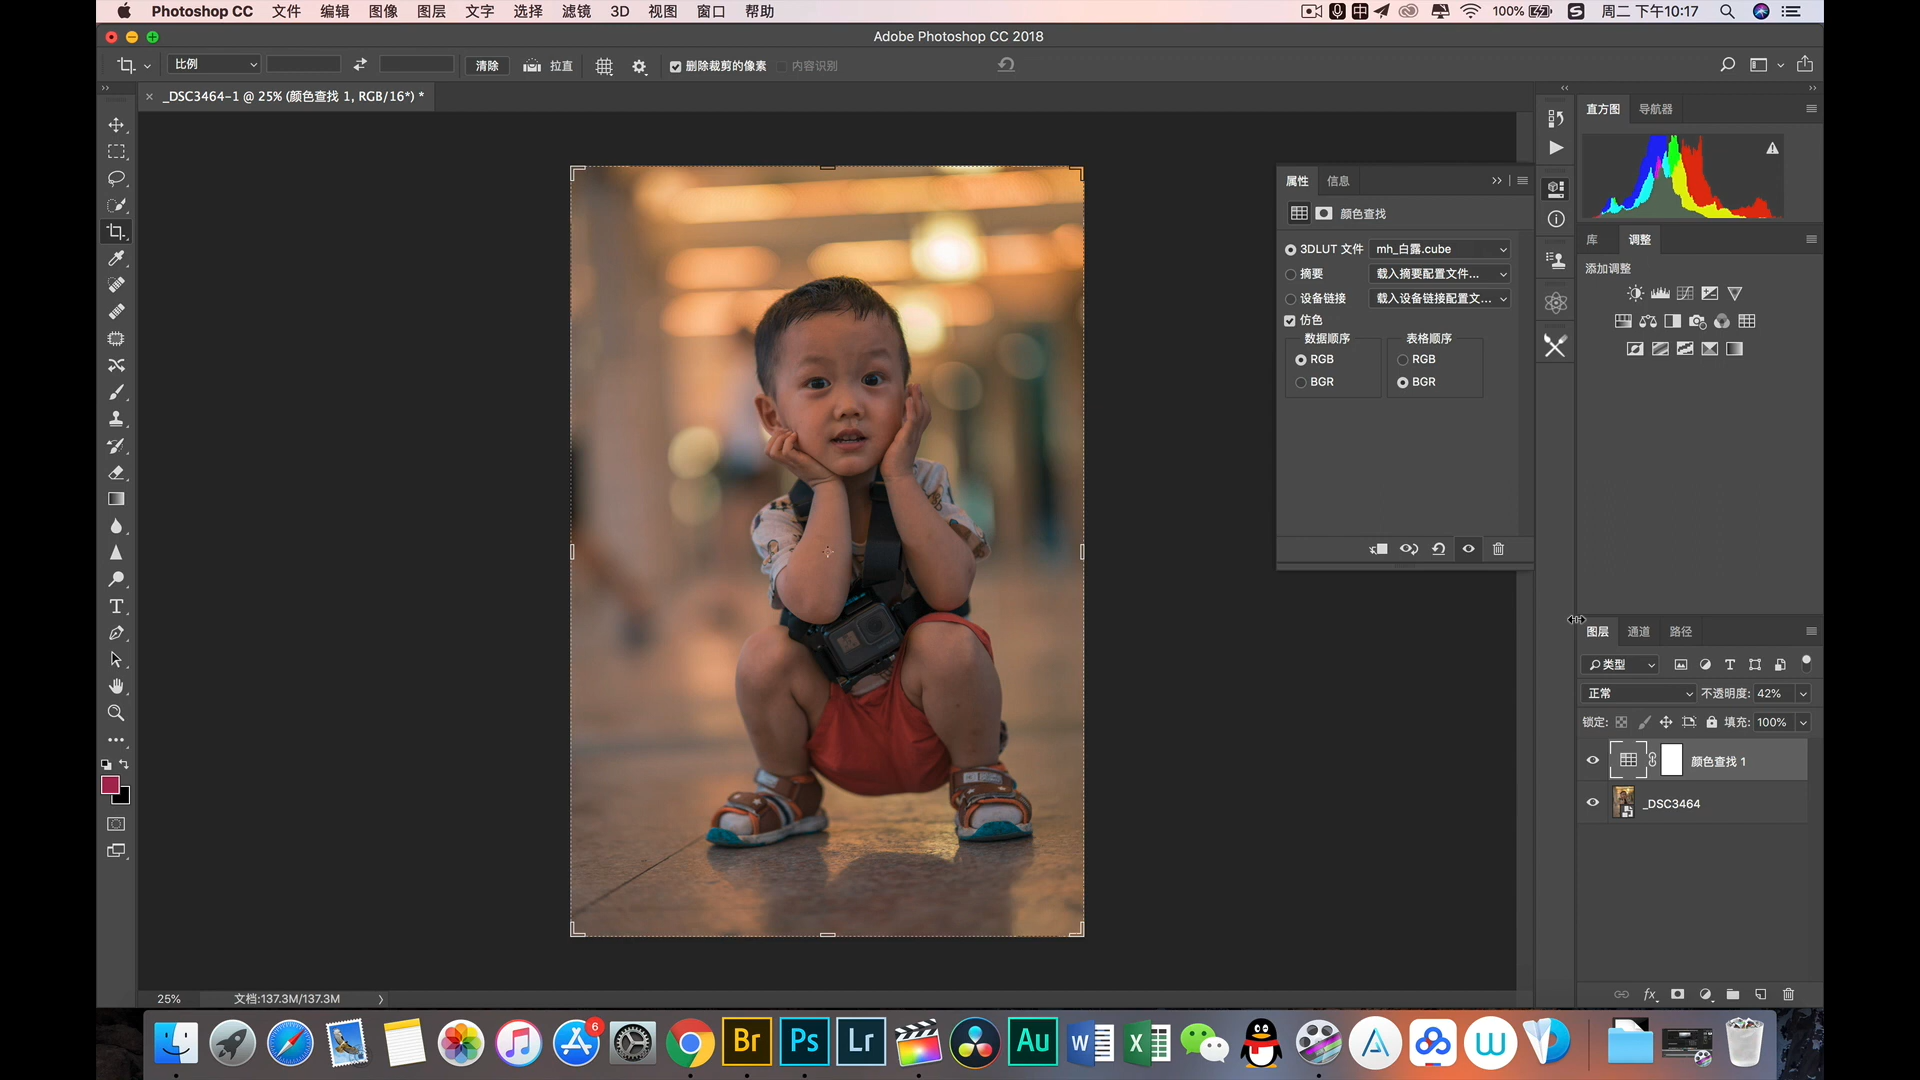 Photoshop CC 文件 编辑 图像 图层 文字 选择 滤镜 3D 视图 窗口 帮助 中 100% 周二 下午10:17
Adobe Photoshop CC 2018
比例 清除 拉直 删除裁剪的像素 内容识别
_DSC3464-1 @ 25% (颜色查找 1, RGB/16*) *
直方图 导航器
属性 信息
颜色查找
3DLUT 文件 mh_白露.cube
摘要 载入摘要配置文件...
设备链接 载入设备链接配置文...
仿色
数据顺序 表格顺序
RGB RGB
BGR BGR
库 调整
添加调整
图层 通道 路径
类型
正常 不透明度: 42%
锁定: 填充: 100%
颜色查找 1
_DSC3464
fx
25% 文档:137.3M/137.3M
6
Br Ps Lr Au W X